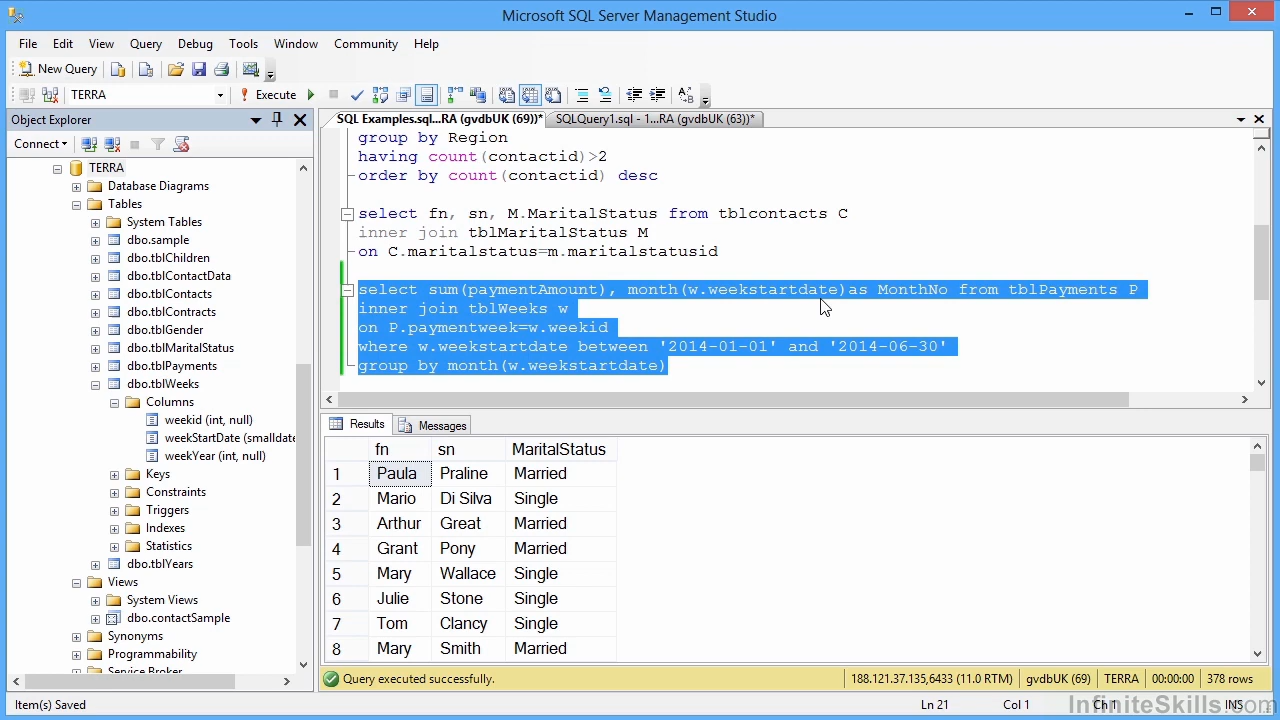 Microsoft SQL Server Management Studio
File Edit View Query Debug Tools Window Community Help
New Query
TERRA Execute
Object Explorer
Connect
TERRA
Database Diagrams
Tables
System Tables
dbo.sample
dbo.tblChildren
dbo.tblContactData
dbo.tblContacts
dbo.tblContracts
dbo.tblGender
dbo.tblMaritalStatus
dbo.tblPayments
dbo.tblWeeks
Columns
weekid (int, null)
weekStartDate (smalldate
weekYear (int, null)
Keys
Constraints
Triggers
Indexes
Statistics
dbo.tblYears
Views
System Views
dbo.contactSample
Synonyms
Programmability
Service Broker
SQL Examples.sql...RA (gvdbUK (69))* SQLQuery1.sql - 1...RA (gvdbUK (63))*
group by Region
having count(contactid)>2
order by count(contactid) desc
select fn, sn, M.MaritalStatus from tblcontacts C
inner join tblMaritalStatus M
on C.maritalstatus=m.maritalstatusid
select sum(paymentAmount), month(w.weekstartdate)as MonthNo from tblPayments P
inner join tblWeeks w
on P.paymentweek=w.weekid
where w.weekstartdate between '2014-01-01' and '2014-06-30'
group by month(w.weekstartdate)
Results Messages
fn sn MaritalStatus
1 Paula Praline Married
2 Mario Di Silva Single
3 Arthur Great Married
4 Grant Pony Married
5 Mary Wallace Single
6 Julie Stone Single
7 Tom Clancy Single
8 Mary Smith Married
Query executed successfully. 188.121.37.135,6433 (11.0 RTM) gvdbUK (69) TERRA 00:00:00 378 rows
Item(s) Saved Ln 21 Col 1 Ch 1 INS
InfiniteSkills.com